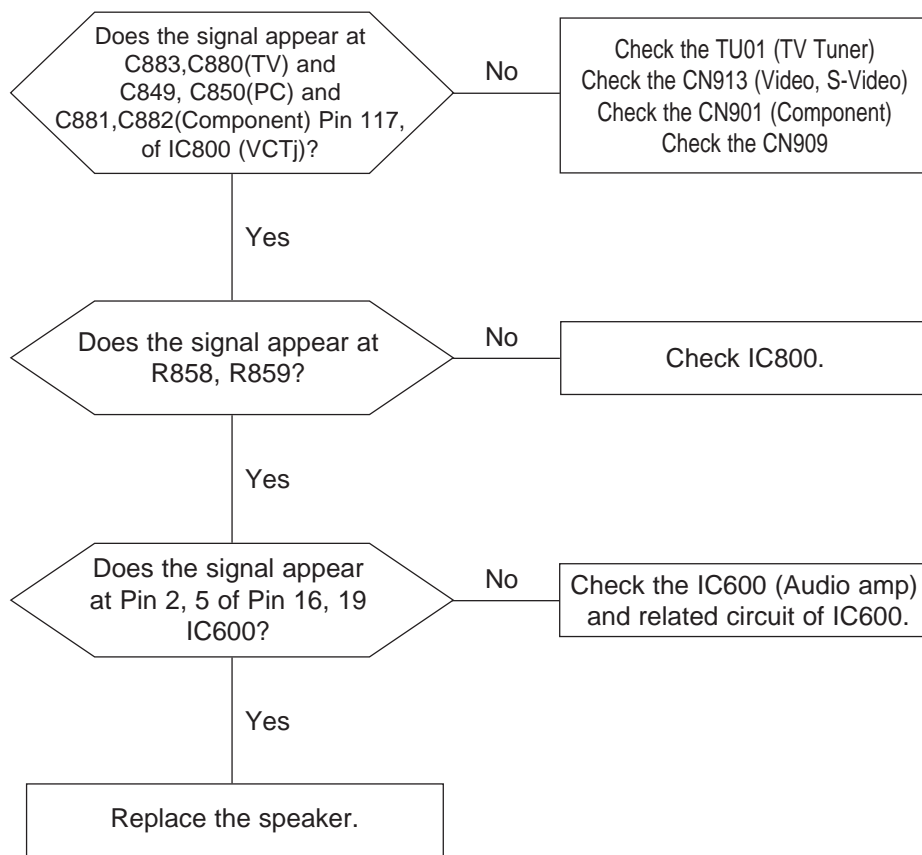 Does the signal appear at
C883,C880(TV) and
C849, C850(PC) and
C881,C882(Component) Pin 117,
of IC800 (VCTj)?
No
Check the TU01 (TV Tuner)
Check the CN913 (Video, S-Video)
Check the CN901 (Component)
Check the CN909
Yes
Does the signal appear at
R858, R859?
No
Check IC800.
Yes
Does the signal appear
at Pin 2, 5 of Pin 16, 19
IC600?
No
Check the IC600 (Audio amp)
and related circuit of IC600.
Yes
Replace the speaker.